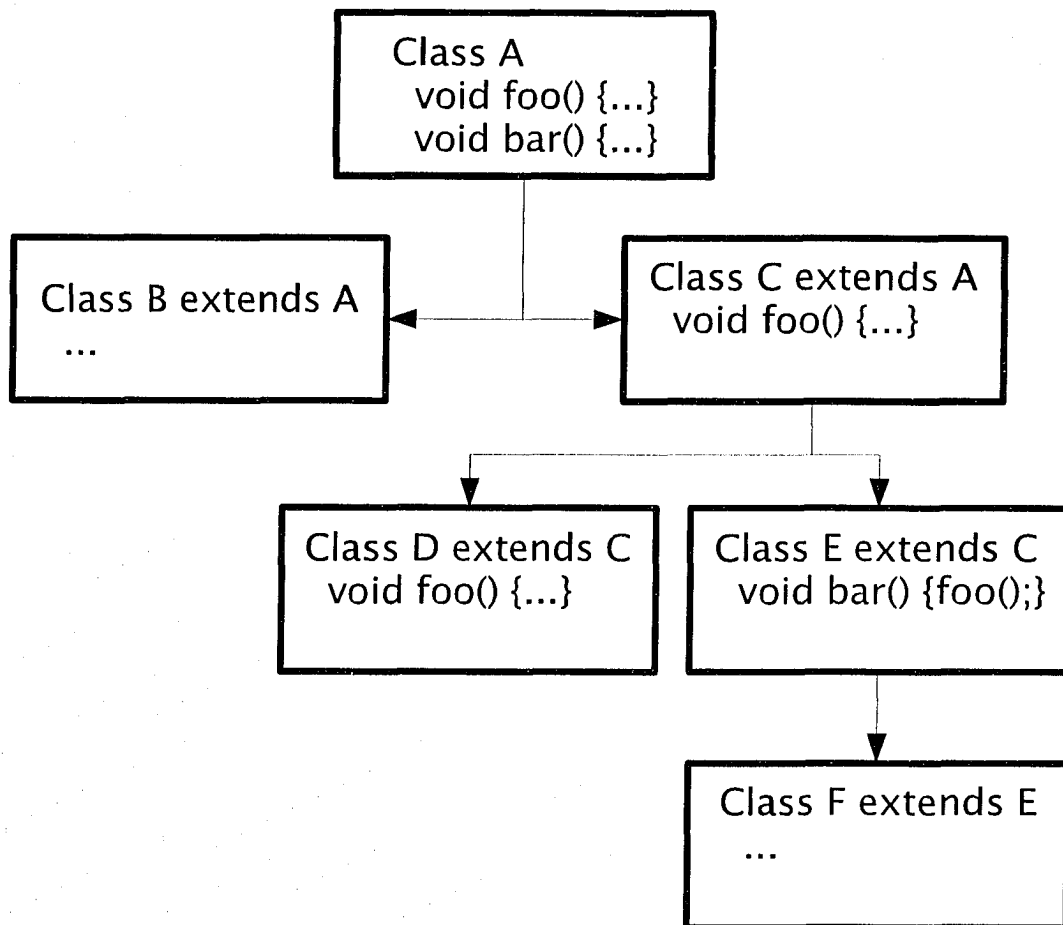 Class A
void foo() {...}
void bar() {...}
Class B extends A
...
Class C extends A
void foo() {...}
Class D extends C
void foo() {...}
Class E extends C
void bar() {foo();}
Class F extends E
...